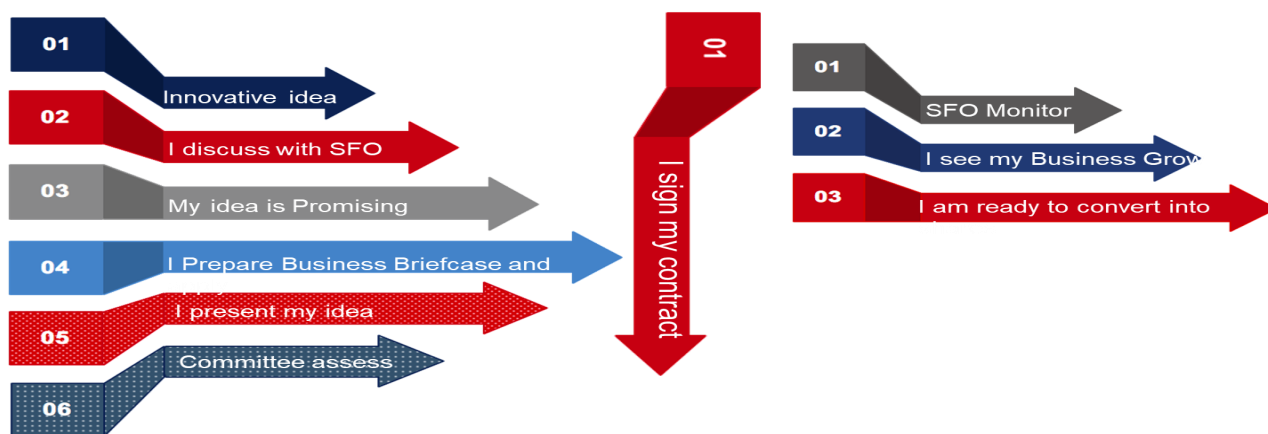 01
Innovative idea
02
I discuss with SFO
03
My idea is Promising
04
I Prepare Business Briefcase and
05
I present my idea
06
Committee assess
01
I sign my contract
01
SFO Monitor
02
I see my Business Grow
03
I am ready to convert into